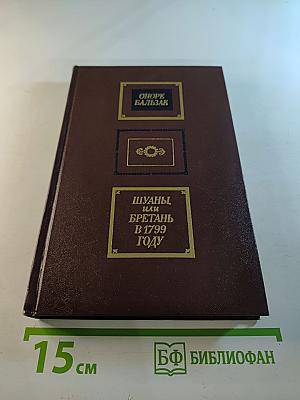 ОНОРЕ
БАЛЬЗАК
ШУАНЫ,
ИЛИ
БРЕТАНЬ
В 1799
ГОДУ
15 см
БФ БИБЛИОФАН